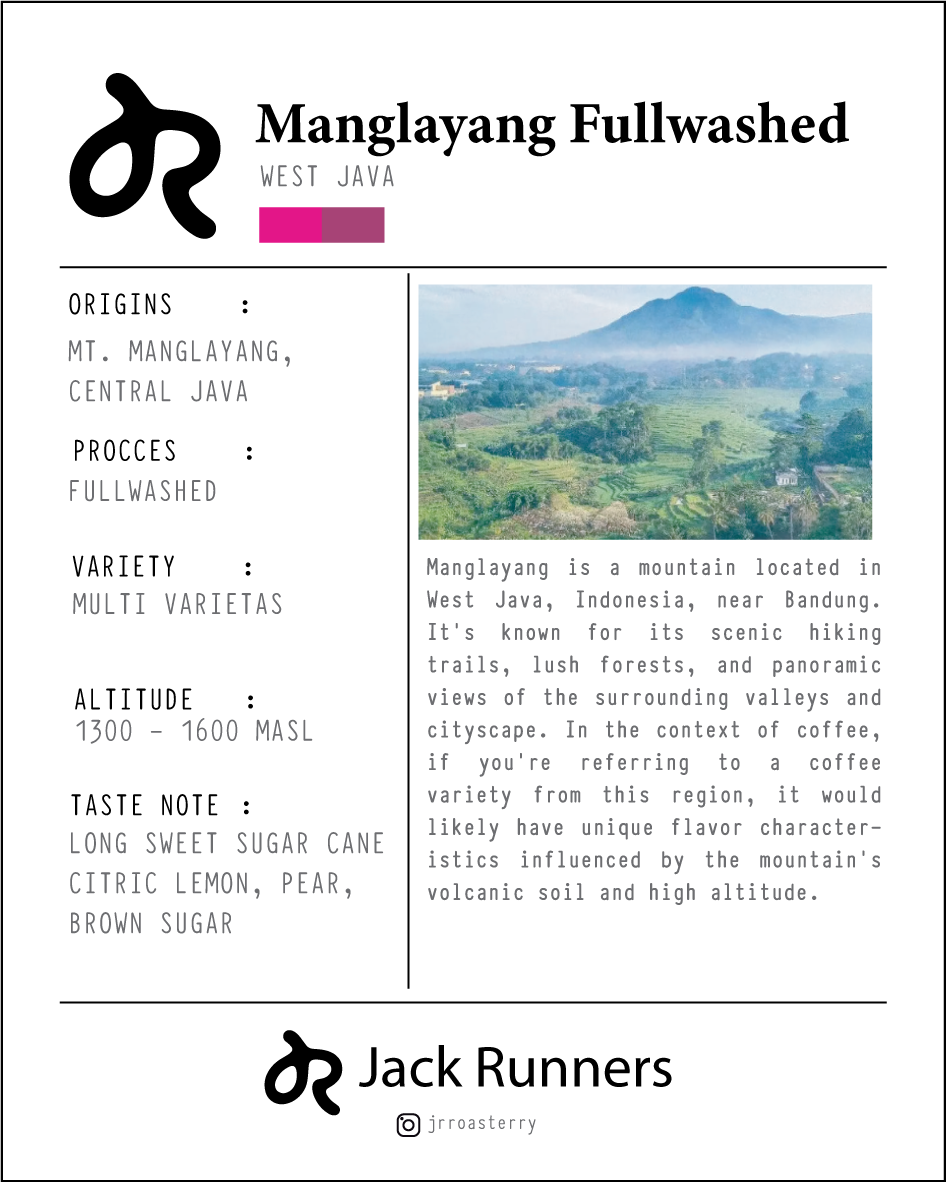 Manglayang Fullwashed
WEST JAVA
ORIGINS :
MT. MANGLAYANG,
CENTRAL JAVA
PROCCES :
FULLWASHED
VARIETY :
MULTI VARIETAS
ALTITUDE :
1300 - 1600 MASL
TASTE NOTE :
LONG SWEET SUGAR CANE
CITRIC LEMON, PEAR,
BROWN SUGAR
Manglayang is a mountain located in
West Java, Indonesia, near Bandung.
It's known for its scenic hiking
trails, lush forests, and panoramic
views of the surrounding valleys and
cityscape. In the context of coffee,
if you're referring to a coffee
variety from this region, it would
likely have unique flavor character-
istics influenced by the mountain's
volcanic soil and high altitude.
Jack Runners
jrroasterry